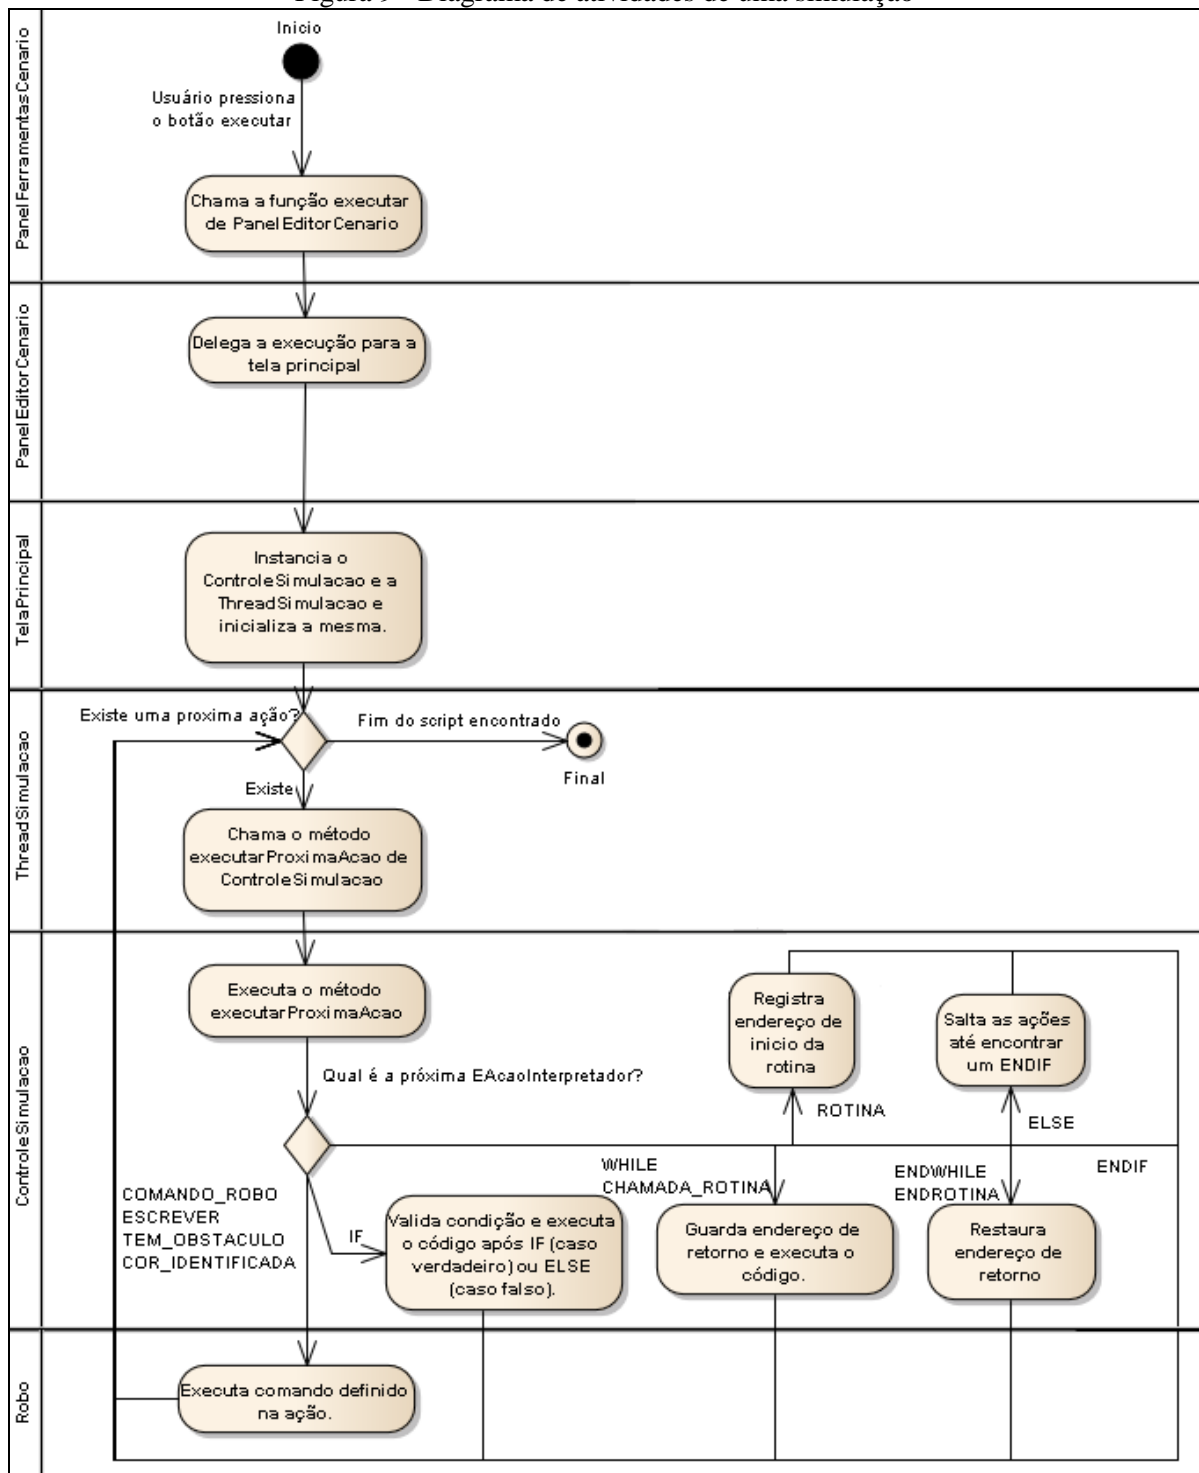 Figura 9 - Diagrama de atividades de uma simulação
PanelFerramentasCenario
Inicio
Usuário pressiona
o botão executar
Chama a função executar
de PanelEditorCenario
PanelEditorCenario
Delega a execução para a
tela principal
TelaPrincipal
Instancia o
ControleSimulacao e a
ThreadSimulacao e
inicializa a mesma.
ThreadSimulacao
Existe uma proxima ação?
Fim do script encontrado
Final
Existe
Chama o método
executarProximaAcao de
ControleSimulacao
ControleSimulacao
Executa o método
executarProximaAcao
Qual é a próxima EAcaoInterpretador?
Registra
endereço de
inicio da
rotina
Salta as ações
até encontrar
um ENDIF
ROTINA
ELSE
COMANDO_ROBO
ESCREVER
TEM_OBSTACULO
COR_IDENTIFICADA
IF
WHILE
CHAMADA_ROTINA
ENDWHILE
ENDROTINA
ENDIF
Valida condição e executa
o código após IF (caso
verdadeiro) ou ELSE
(caso falso).
Guarda endereço de
retorno e executa o
código.
Restaura
endereço de
retorno
Robo
Executa comando definido
na ação.